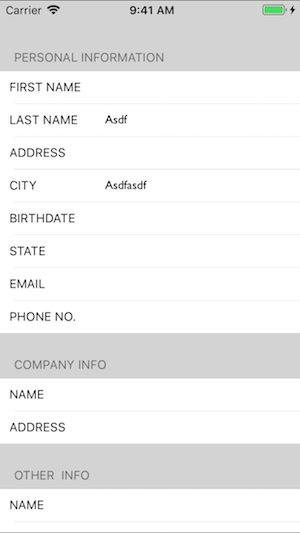 Carrier 9:41 AM
PERSONAL INFORMATION
FIRST NAME
LAST NAME Asdf
ADDRESS
CITY Asdfasdf
BIRTHDATE
STATE
EMAIL
PHONE NO.
COMPANY INFO
NAME
ADDRESS
OTHER  INFO
NAME